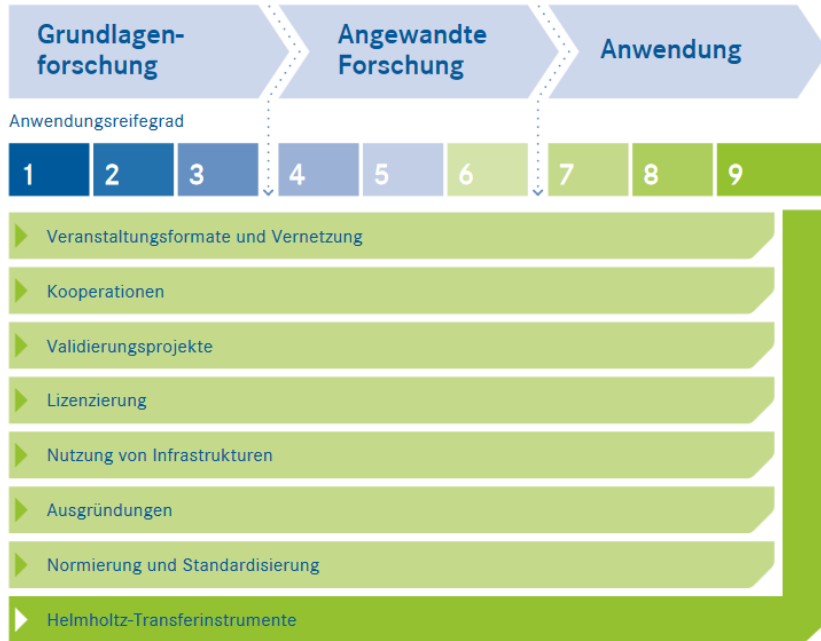 Grundlagen-
forschung
Angewandte
Forschung
Anwendung
Anwendungsreifegrad
1 2 3 4 5 6 7 8 9
Veranstaltungsformate und Vernetzung
Kooperationen
Validierungsprojekte
Lizenzierung
Nutzung von Infrastrukturen
Ausgründungen
Normierung und Standardisierung
Helmholtz-Transferinstrumente